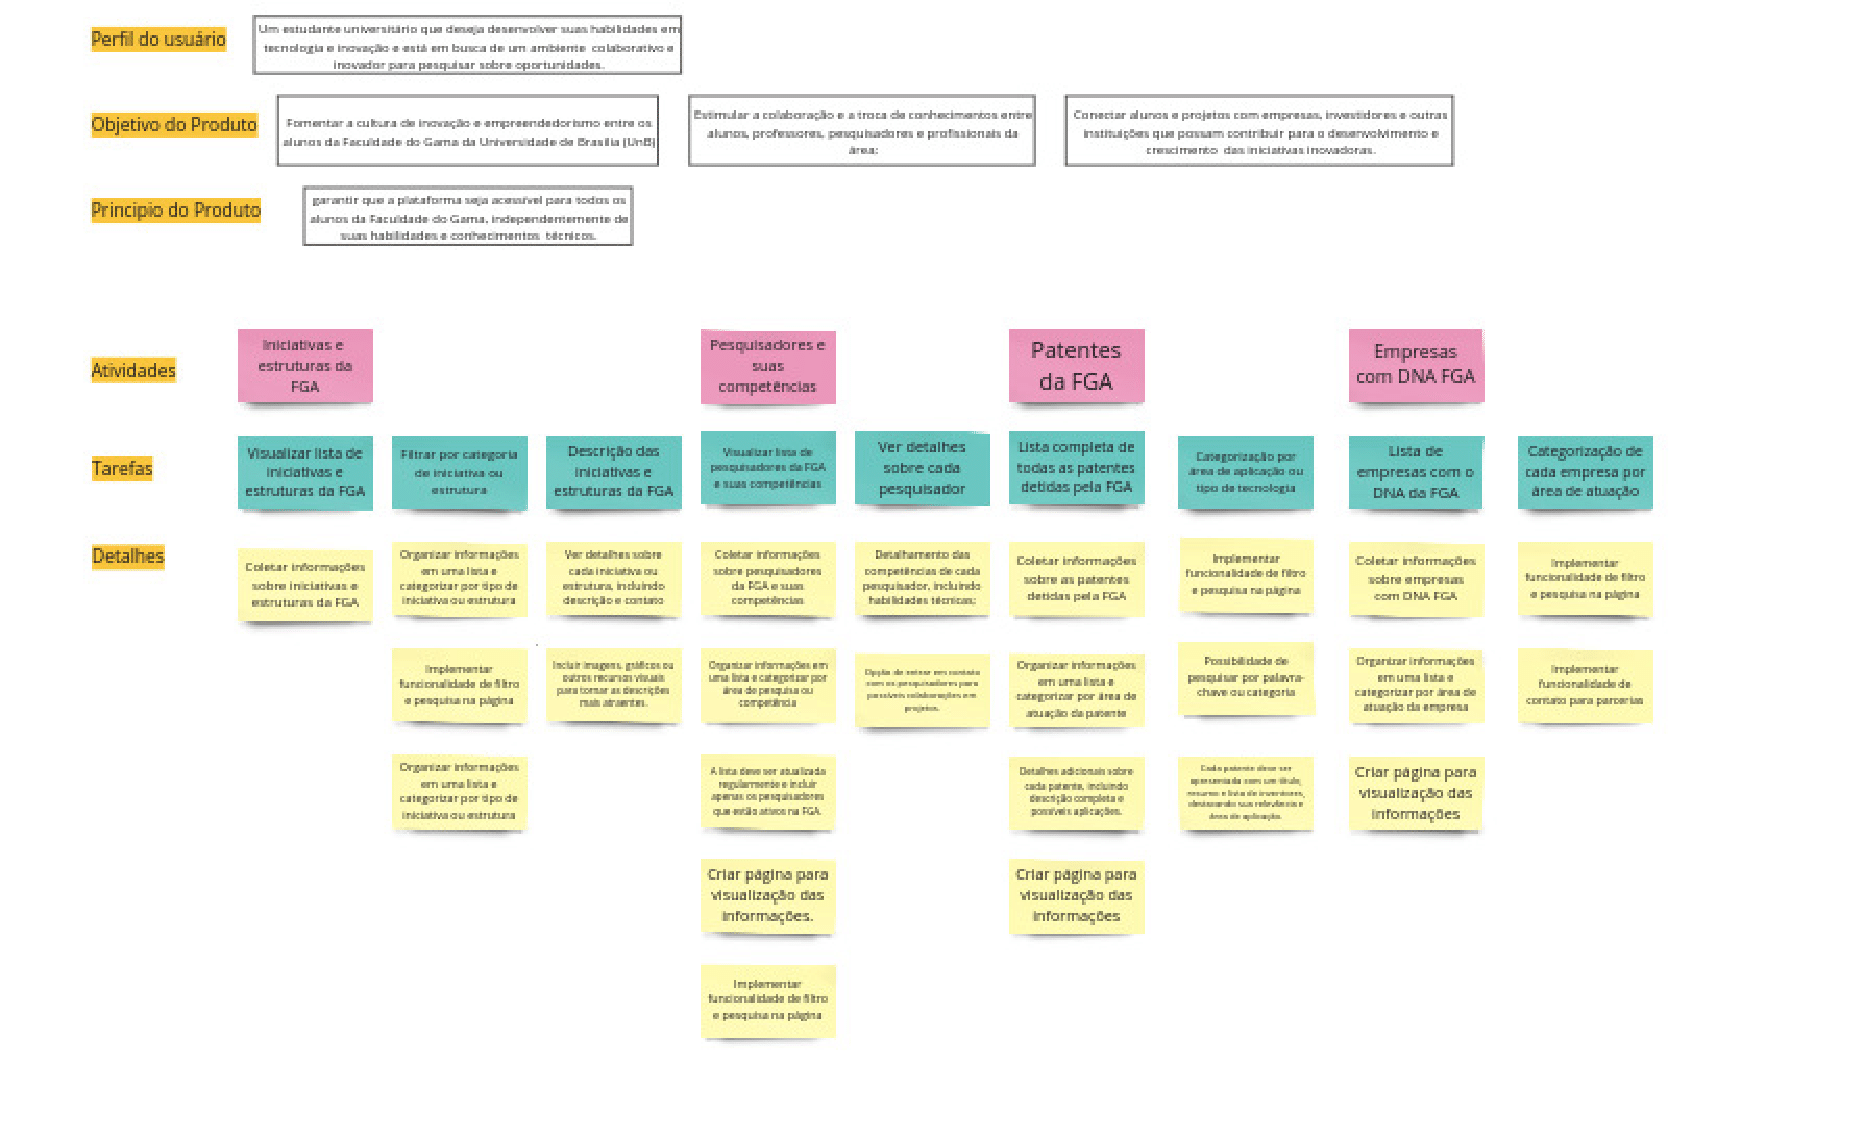 Perfil do usuário
Um estudante universitário que deseja desenvolver suas habilidades em
tecnologia e inovação e está em busca de um ambiente colaborativo e
inovador para pesquisar sobre oportunidades.
Objetivo do Produto
Fomentar a cultura de inovação e empreendedorismo entre os
alunos da Faculdade do Gama da Universidade de Brasília (UnB)
Estimular a colaboração e a troca de conhecimentos entre
alunos, professores, pesquisadores e profissionais da
área;
Conectar alunos e projetos com empresas, investidores e outras
instituições que possam contribuir para o desenvolvimento e
crescimento das iniciativas inovadoras.
Principio do Produto
garantir que a plataforma seja acessível para todos os
alunos da Faculdade do Gama, independentemente de
suas habilidades e conhecimentos técnicos.
Atividades
Iniciativas e
estruturas da
FGA
Pesquisadores e
suas
competências
Patentes
da FGA
Empresas
com DNA FGA
Tarefas
Visualizar lista de
iniciativas e
estruturas da FGA
Filtrar por categoria
de iniciativa ou
estrutura
Descrição das
iniciativas e
estruturas da FGA
Visualizar lista de
pesquisadores da FGA
e suas competências
Ver detalhes
sobre cada
pesquisador
Lista completa de
todas as patentes
detidas pela FGA
Categorização por
área de aplicação ou
tipo de tecnologia
Lista de
empresas com o
DNA da FGA
Categorização de
cada empresa por
área de atuação
Detalhes
Coletar informações
sobre iniciativas e
estruturas da FGA
Organizar informações
em uma lista e
categorizar por tipo de
iniciativa ou estrutura
Ver detalhes sobre
cada iniciativa ou
estrutura, incluindo
descrição e contato
Coletar informações
sobre pesquisadores
da FGA e suas
competências
Detalhamento das
competências de cada
pesquisador, incluindo
habilidades técnicas;
Coletar informações
sobre as patentes
detidas pela FGA
Implementar
funcionalidade de filtro
e pesquisa na página
Coletar informações
sobre empresas
com DNA FGA
Implementar
funcionalidade de filtro
e pesquisa na página
Implementar
funcionalidade de filtro
e pesquisa na página
Incluir imagens, gráficos ou
outros recursos visuais
para tornar as descrições
mais atraentes.
Organizar informações em
uma lista e categorizar por
área de pesquisa ou
competência
Opção de entrar em contato
com os pesquisadores para
possíveis colaborações em
projetos.
Organizar informações
em uma lista e
categorizar por área de
atuação da patente
Possibilidade de
pesquisar por palavra-
chave ou categoria
Organizar informações
em uma lista e
categorizar por área de
atuação da empresa
Implementar
funcionalidade de
contato para parcerias
Organizar informações
em uma lista e
categorizar por tipo de
iniciativa ou estrutura
A lista deve ser atualizada
regularmente e incluir
apenas os pesquisadores
que estão ativos na FGA.
Detalhes adicionais sobre
cada patente, incluindo
descrição completa e
possíveis aplicações.
Cada patente deve ser
apresentada com um título,
resumo e lista de inventores,
destacando sua relevância e
área de aplicação.
Criar página para
visualização das
informações
Criar página para
visualização das
informações.
Criar página para
visualização das
informações
Implementar
funcionalidade de filtro
e pesquisa na página